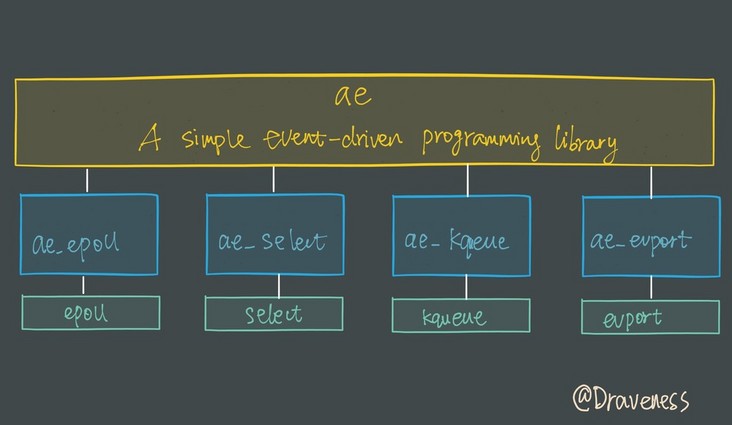 ae
A simple event-driven programming library
ae_epoll
ae_select
ae_kqueue
ae_evport
epoll
select
kqueue
evport
@Draveness